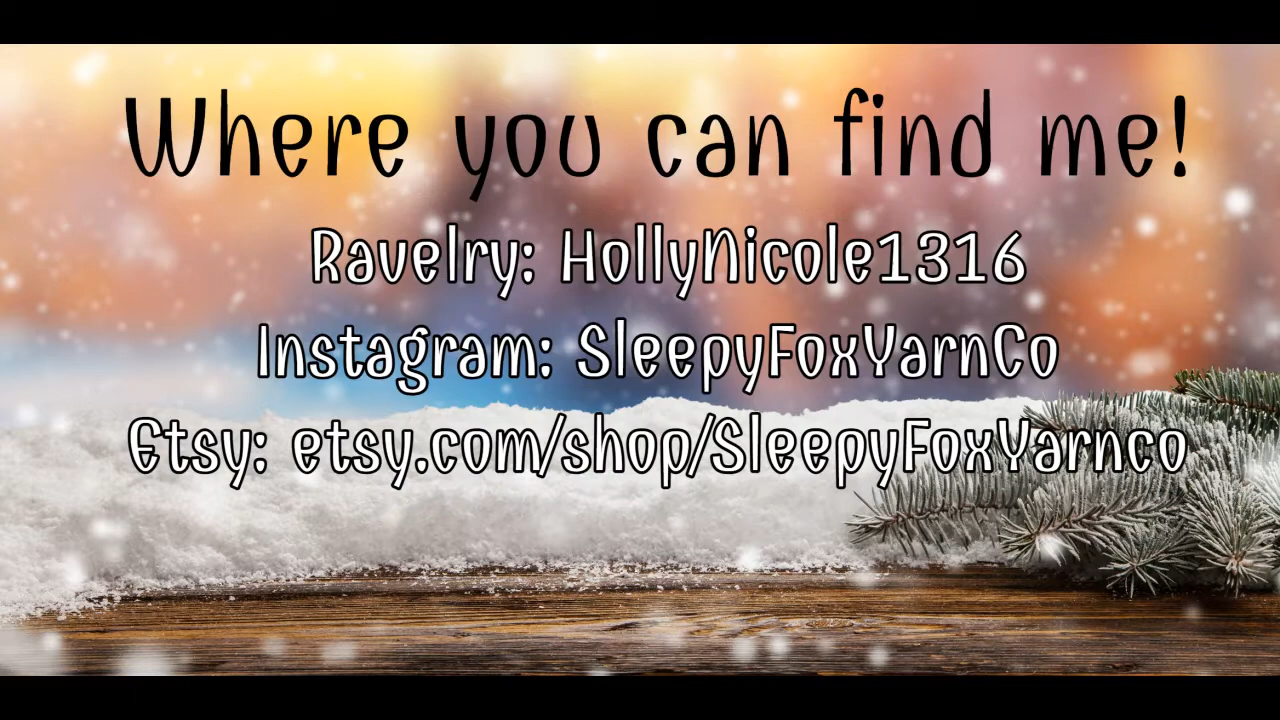 Where you can find me!
Ravelry: HollyNicole1316
Instagram: SleepyFoxYarnCo
Etsy: etsy.com/shop/SleepyFoxYarnco